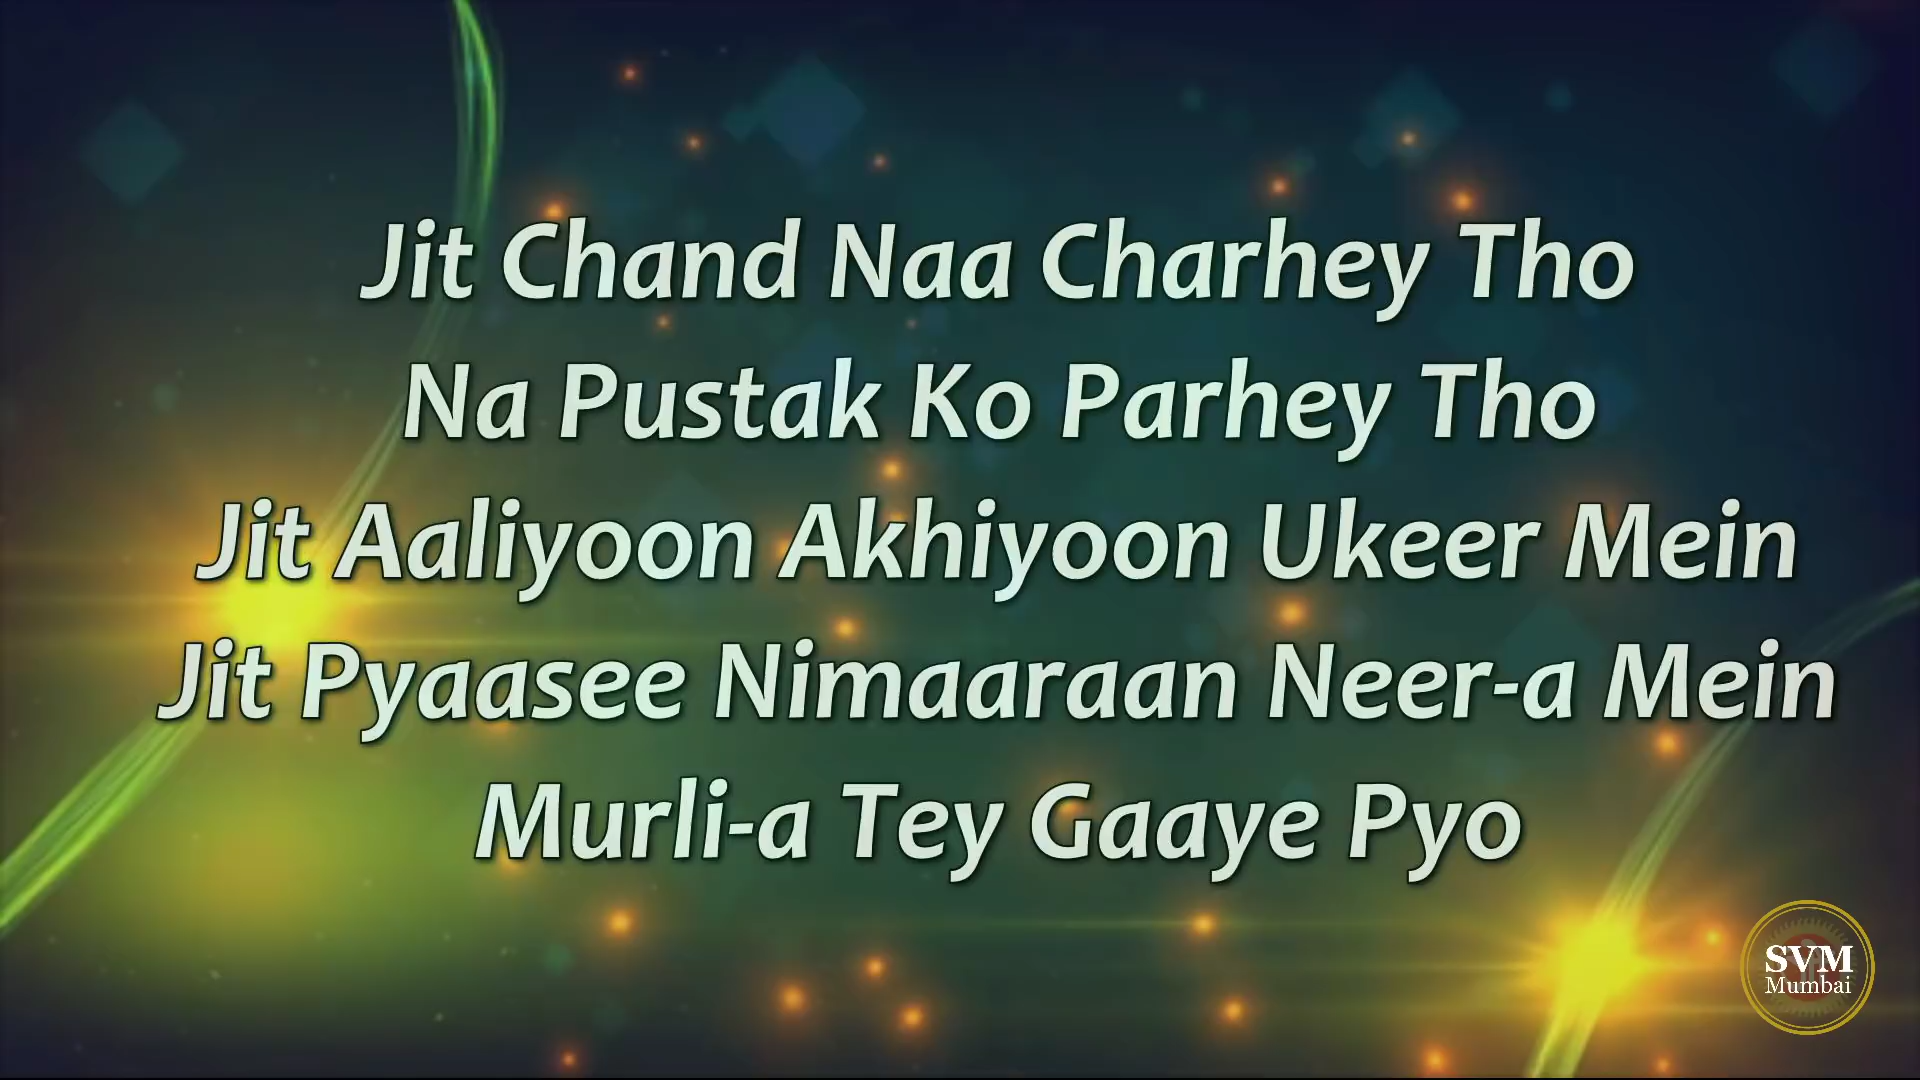 Jit Chand Naa Charhey Tho
Na Pustak Ko Parhey Tho
Jit Aaliyoon Akhiyoon Ukeer Mein
Jit Pyaasee Nimaaraan Neer-a Mein
Murli-a Tey Gaaye Pyo
SVM
Mumbai